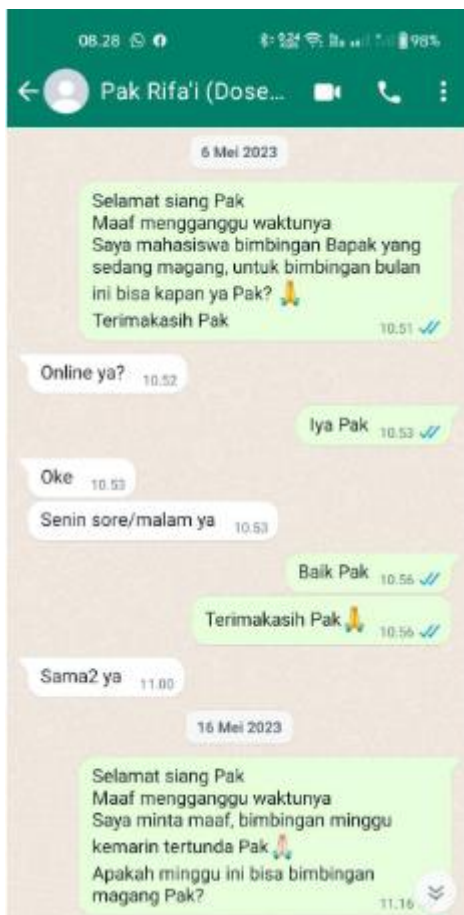 08.28
98%
Pak Rifa'i (Dose...
6 Mei 2023
Selamat siang Pak
Maaf mengganggu waktunya
Saya mahasiswa bimbingan Bapak yang
sedang magang, untuk bimbingan bulan
ini bisa kapan ya Pak? 🙏
Terimakasih Pak
10.51
Online ya? 10.52
Iya Pak 10.53
Oke 10.53
Senin sore/malam ya 10.53
Baik Pak 10.56
Terimakasih Pak🙏 10.56
Sama2 ya 11.00
16 Mei 2023
Selamat siang Pak
Maaf mengganggu waktunya
Saya minta maaf, bimbingan minggu
kemarin tertunda Pak🙏
Apakah minggu ini bisa bimbingan
magang Pak?
11.16